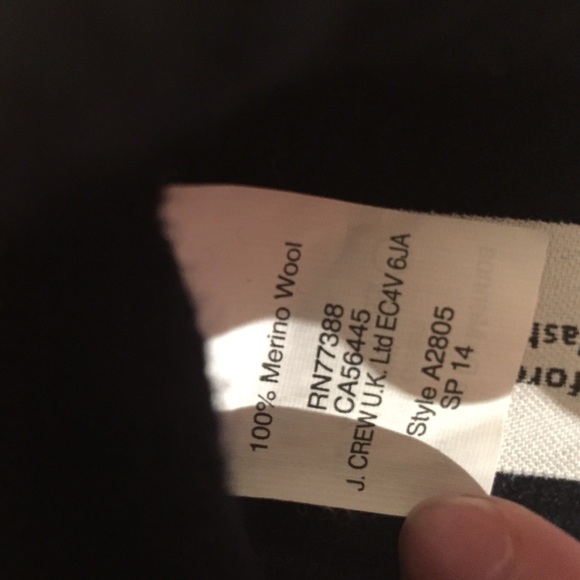 100% Merino Wool
RN77388
CA56445
J. CREW U.K. Ltd EC4V 6JA
Style A2805
SP 14